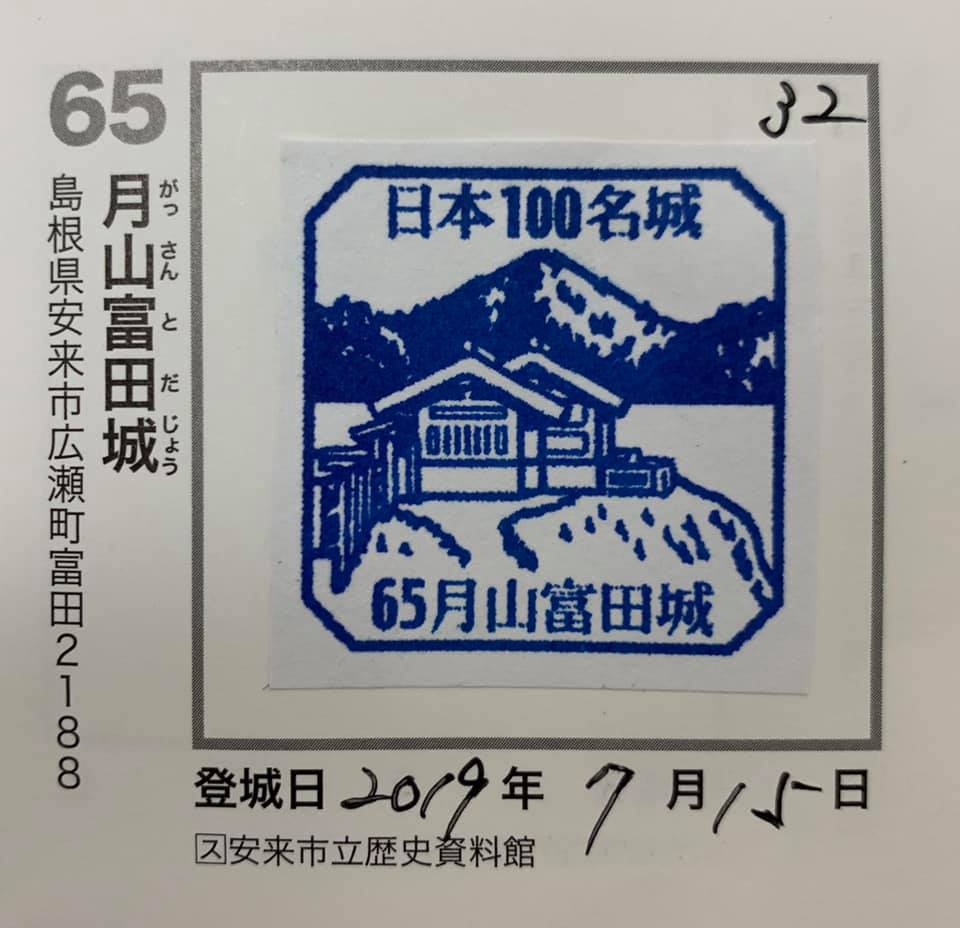 65
月山富田城
がっさんとだじょう
島根県安来市広瀬町富田2188
32
日本100名城
65月山富田城
登城日 2019年 7月15日
ス安来市立歴史資料館